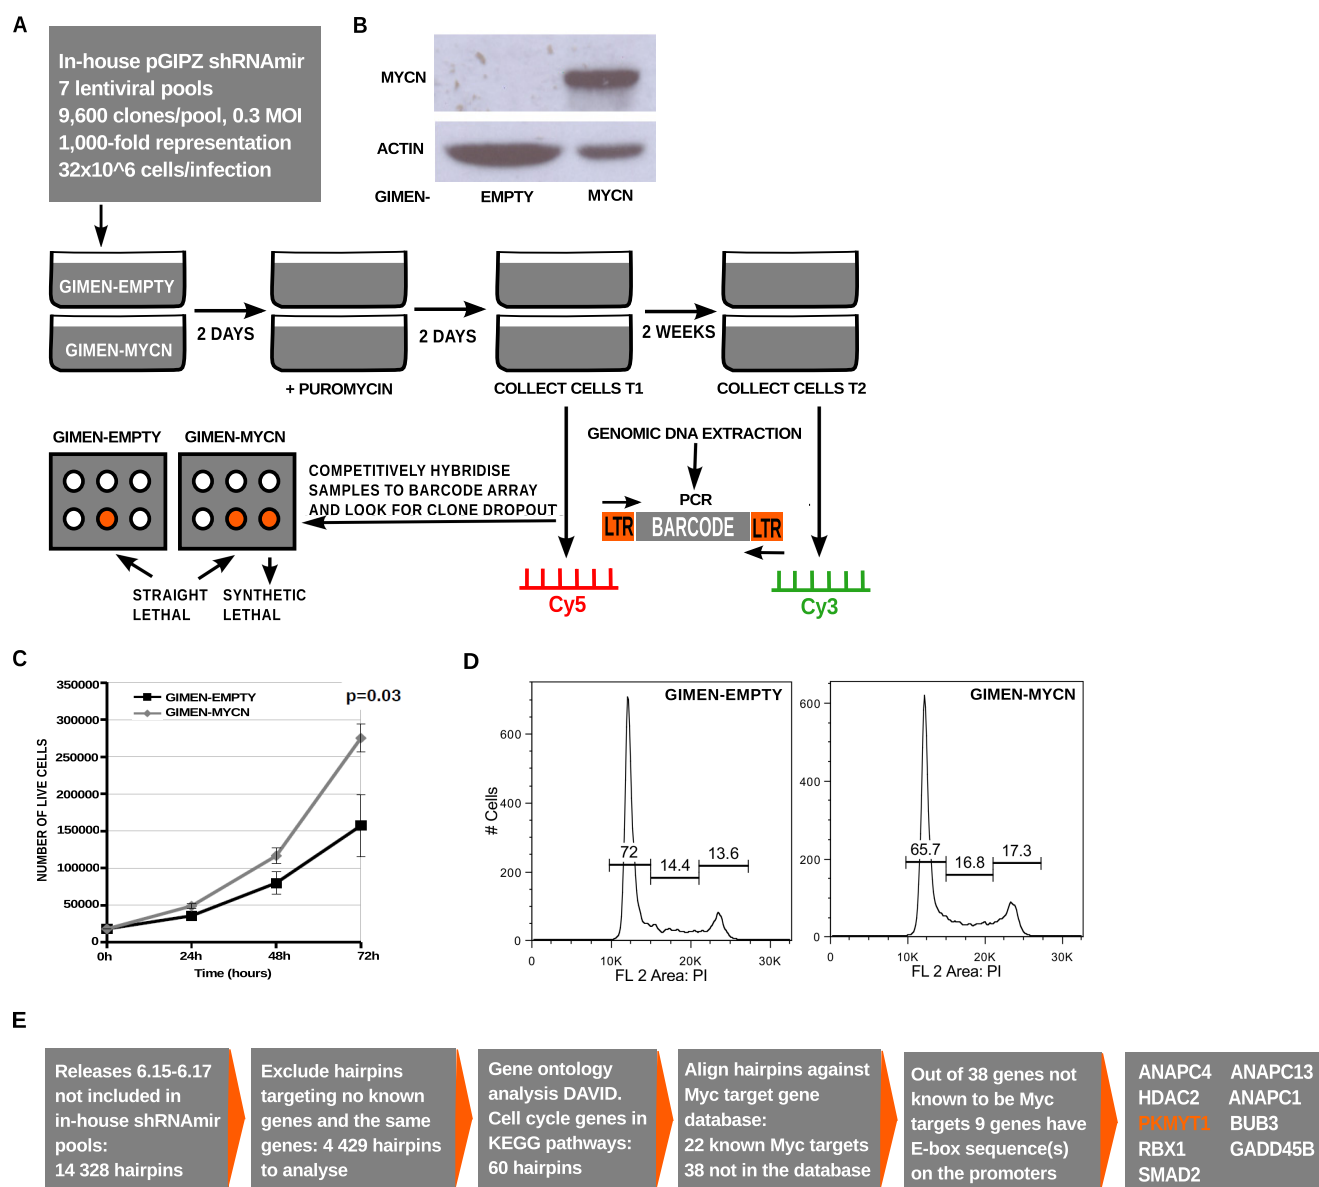 A
In-house pGIPZ shRNAmir
7 lentiviral pools
9,600 clones/pool, 0.3 MOI
1,000-fold representation
32x10^6 cells/infection
B
MYCN
ACTIN
GIMEN- EMPTY MYCN
GIMEN-EMPTY
GIMEN-MYCN
2 DAYS
2 DAYS
2 WEEKS
+ PUROMYCIN
COLLECT CELLS T1
COLLECT CELLS T2
GIMEN-EMPTY GIMEN-MYCN
COMPETITIVELY HYBRIDISE
SAMPLES TO BARCODE ARRAY
AND LOOK FOR CLONE DROPOUT
GENOMIC DNA EXTRACTION
PCR
LTR BARCODE LTR
STRAIGHT
LETHAL
SYNTHETIC
LETHAL
Cy5
Cy3
C
350000
300000
250000
200000
150000
100000
50000
0
NUMBER OF LIVE CELLS
GIMEN-EMPTY
GIMEN-MYCN
p=0.03
0h 24h 48h 72h
Time (hours)
D
GIMEN-EMPTY
# Cells
600
400
200
0
72
14.4
13.6
0 10K 20K 30K
FL 2 Area: PI
GIMEN-MYCN
600
400
200
0
65.7
16.8
17.3
0 10K 20K 30K
FL 2 Area: PI
E
Releases 6.15-6.17
not included in
in-house shRNAmir
pools:
14 328 hairpins
Exclude hairpins
targeting no known
genes and the same
genes: 4 429 hairpins
to analyse
Gene ontology
analysis DAVID.
Cell cycle genes in
KEGG pathways:
60 hairpins
Align hairpins against
Myc target gene
database:
22 known Myc targets
38 not in the database
Out of 38 genes not
known to be Myc
targets 9 genes have
E-box sequence(s)
on the promoters
ANAPC4 ANAPC13
HDAC2 ANAPC1
PKMYT1 BUB3
RBX1 GADD45B
SMAD2